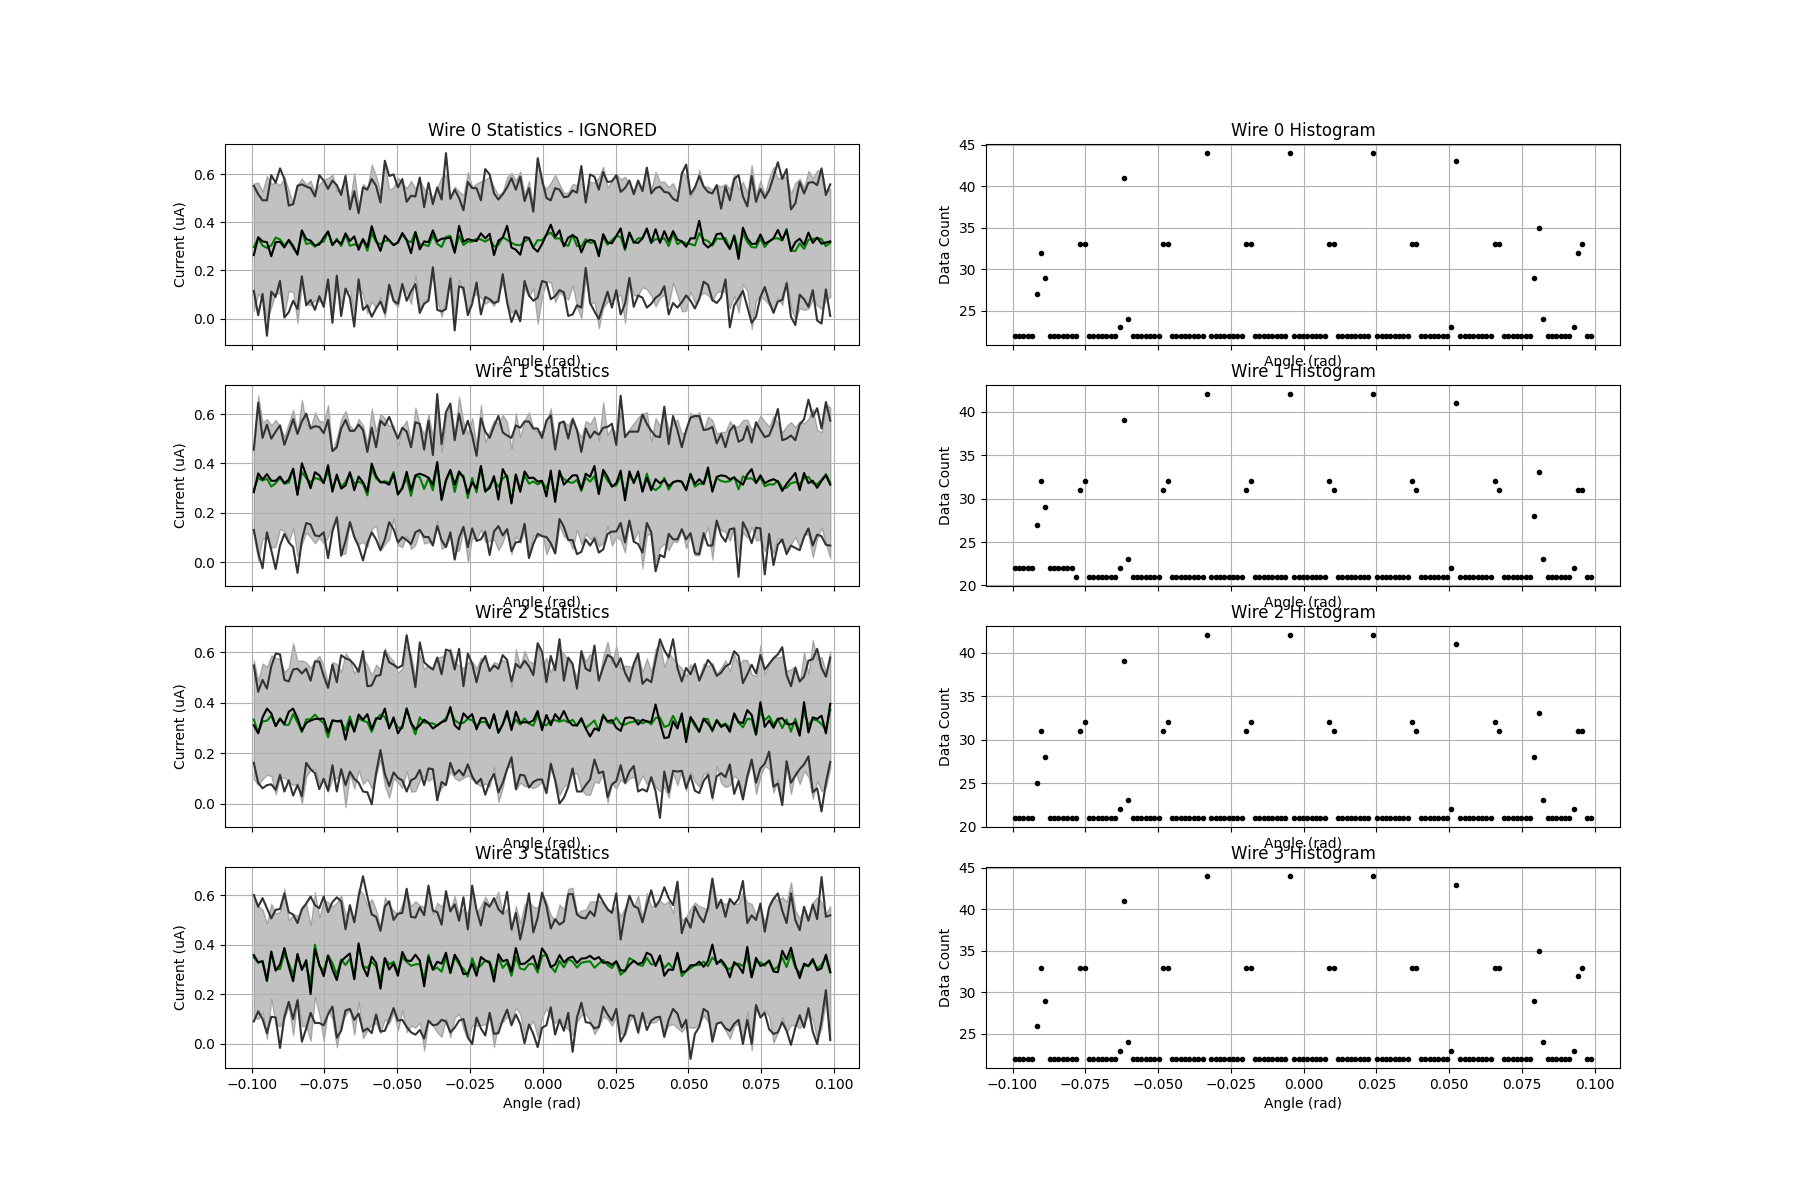 Wire 0 Statistics - IGNORED
Current (uA)
0.6
0.4
0.2
0.0
Angle (rad)
Wire 0 Histogram
Data Count
45
40
35
30
25
Angle (rad)
Wire 1 Statistics
Current (uA)
0.6
0.4
0.2
0.0
Angle (rad)
Wire 1 Histogram
Data Count
40
35
30
25
20
Angle (rad)
Wire 2 Statistics
Current (uA)
0.6
0.4
0.2
0.0
Angle (rad)
Wire 2 Histogram
Data Count
40
35
30
25
20
Angle (rad)
Wire 3 Statistics
Current (uA)
0.6
0.4
0.2
0.0
−0.100 −0.075 −0.050 −0.025 0.000 0.025 0.050 0.075 0.100
Angle (rad)
Wire 3 Histogram
Data Count
45
40
35
30
25
−0.100 −0.075 −0.050 −0.025 0.000 0.025 0.050 0.075 0.100
Angle (rad)